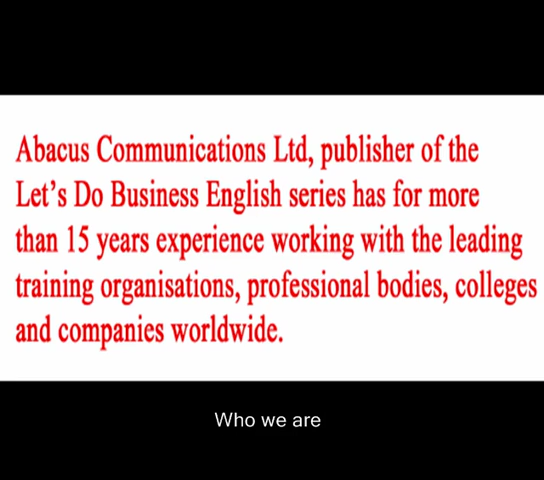 Abacus Communications Ltd, publisher of the
Let's Do Business English series has for more
than 15 years experience working with the leading
training organisations, professional bodies, colleges
and companies worldwide.
Who we are